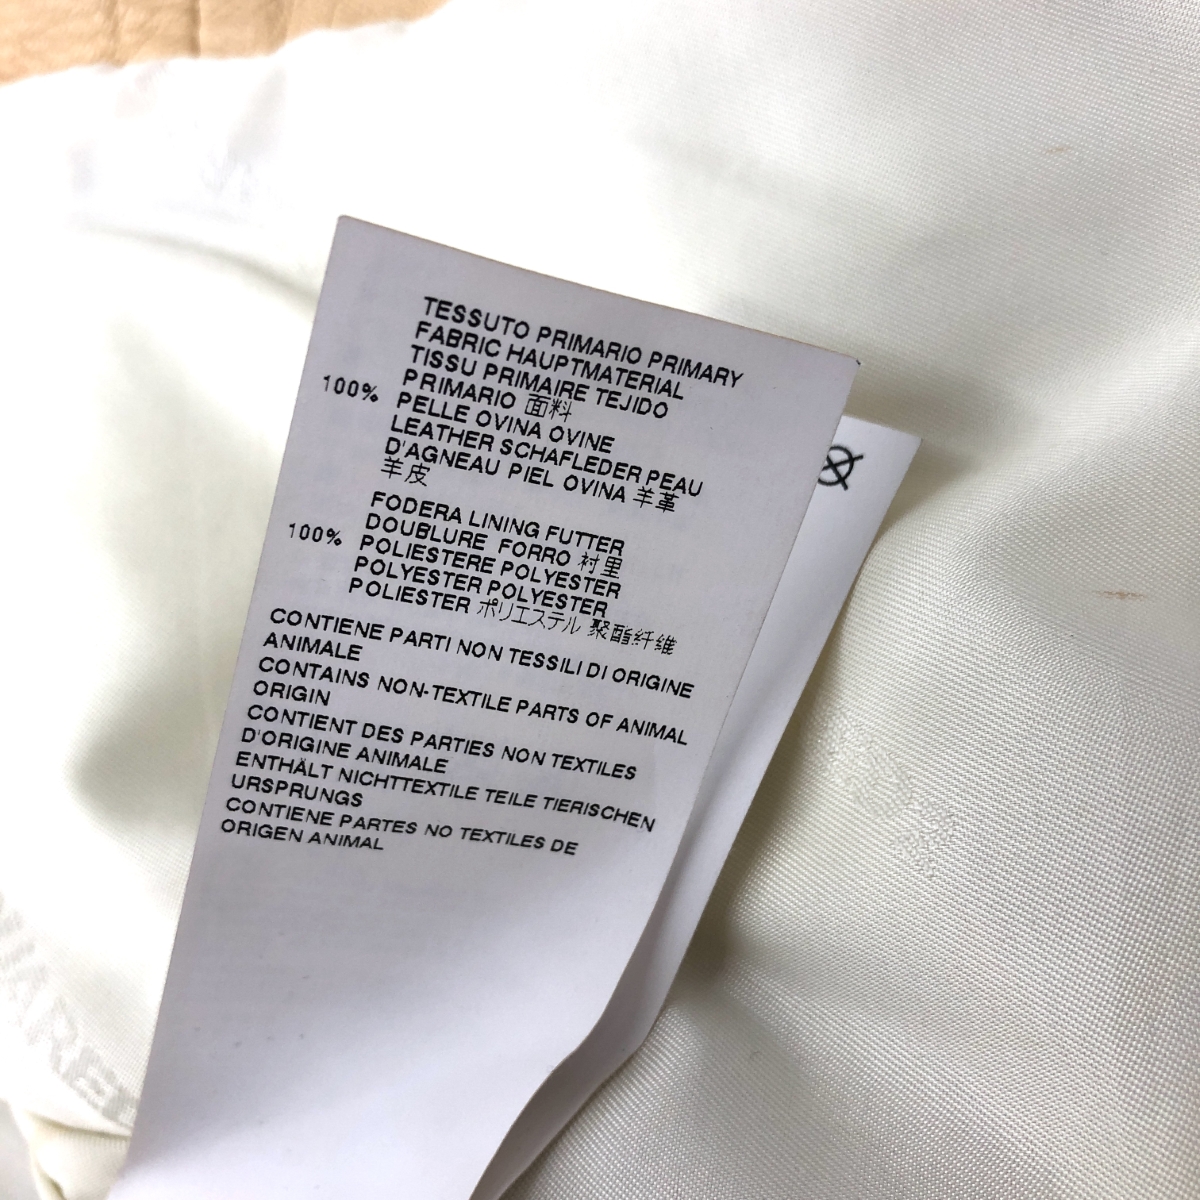 TESSUTO PRIMARIO PRIMARY
FABRIC HAUPTMATERIAL
TISSU PRIMAIRE TEJIDO
PRIMARIO 面料
100% PELLE OVINA OVINE
LEATHER SCHAFLEDER PEAU
D'AGNEAU PIEL OVINA 羊革
羊皮
FODERA LINING FUTTER
DOUBLURE FORRO 衬里
100% POLIESTERE POLYESTER
POLYESTER POLYESTER
POLIESTER ポリエステル 聚酯纤维
CONTIENE PARTI NON TESSILI DI ORIGINE
ANIMALE
CONTAINS NON-TEXTILE PARTS OF ANIMAL
ORIGIN
CONTIENT DES PARTIES NON TEXTILES
D'ORIGINE ANIMALE
ENTHÄLT NICHTTEXTILE TEILE TIERISCHEN
URSPRUNGS
CONTIENE PARTES NO TEXTILES DE
ORIGEN ANIMAL